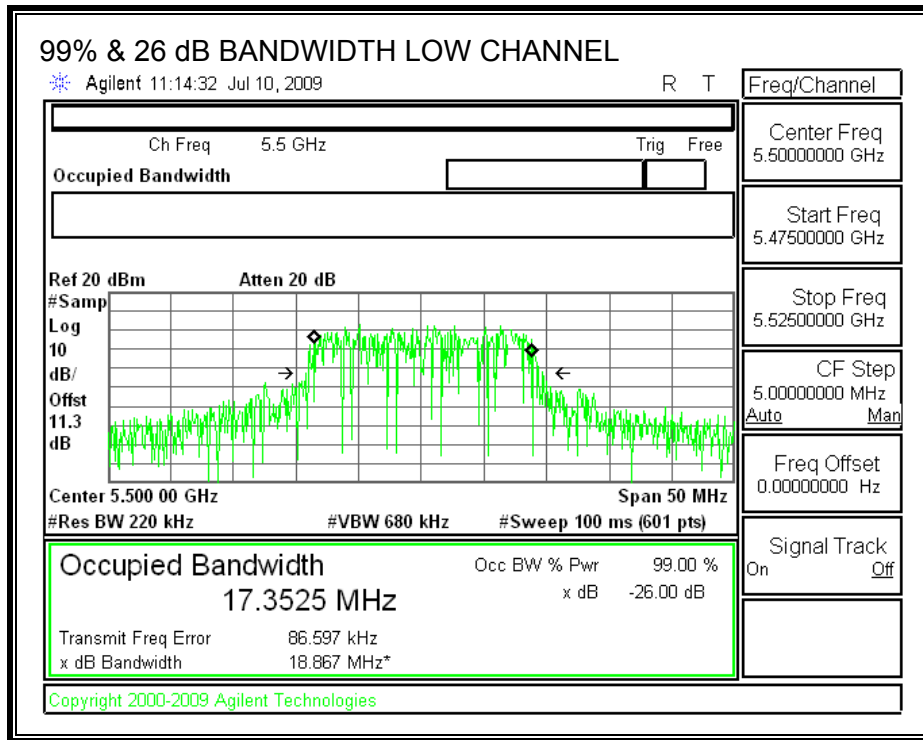 99% & 26 dB BANDWIDTH LOW CHANNEL
Agilent 11:14:32 Jul 10, 2009 R T
Ch Freq 5.5 GHz Trig Free
Occupied Bandwidth
Ref 20 dBm Atten 20 dB
#Samp
Log
10
dB/
Offst
11.3
dB
Center 5.500 00 GHz Span 50 MHz
#Res BW 220 kHz #VBW 680 kHz #Sweep 100 ms (601 pts)
Occupied Bandwidth Occ BW % Pwr 99.00 %
17.3525 MHz x dB -26.00 dB
Transmit Freq Error 86.597 kHz
x dB Bandwidth 18.867 MHz*
Copyright 2000-2009 Agilent Technologies
Freq/Channel
Center Freq
5.50000000 GHz
Start Freq
5.47500000 GHz
Stop Freq
5.52500000 GHz
CF Step
5.00000000 MHz
Auto Man
Freq Offset
0.00000000 Hz
Signal Track
On Off